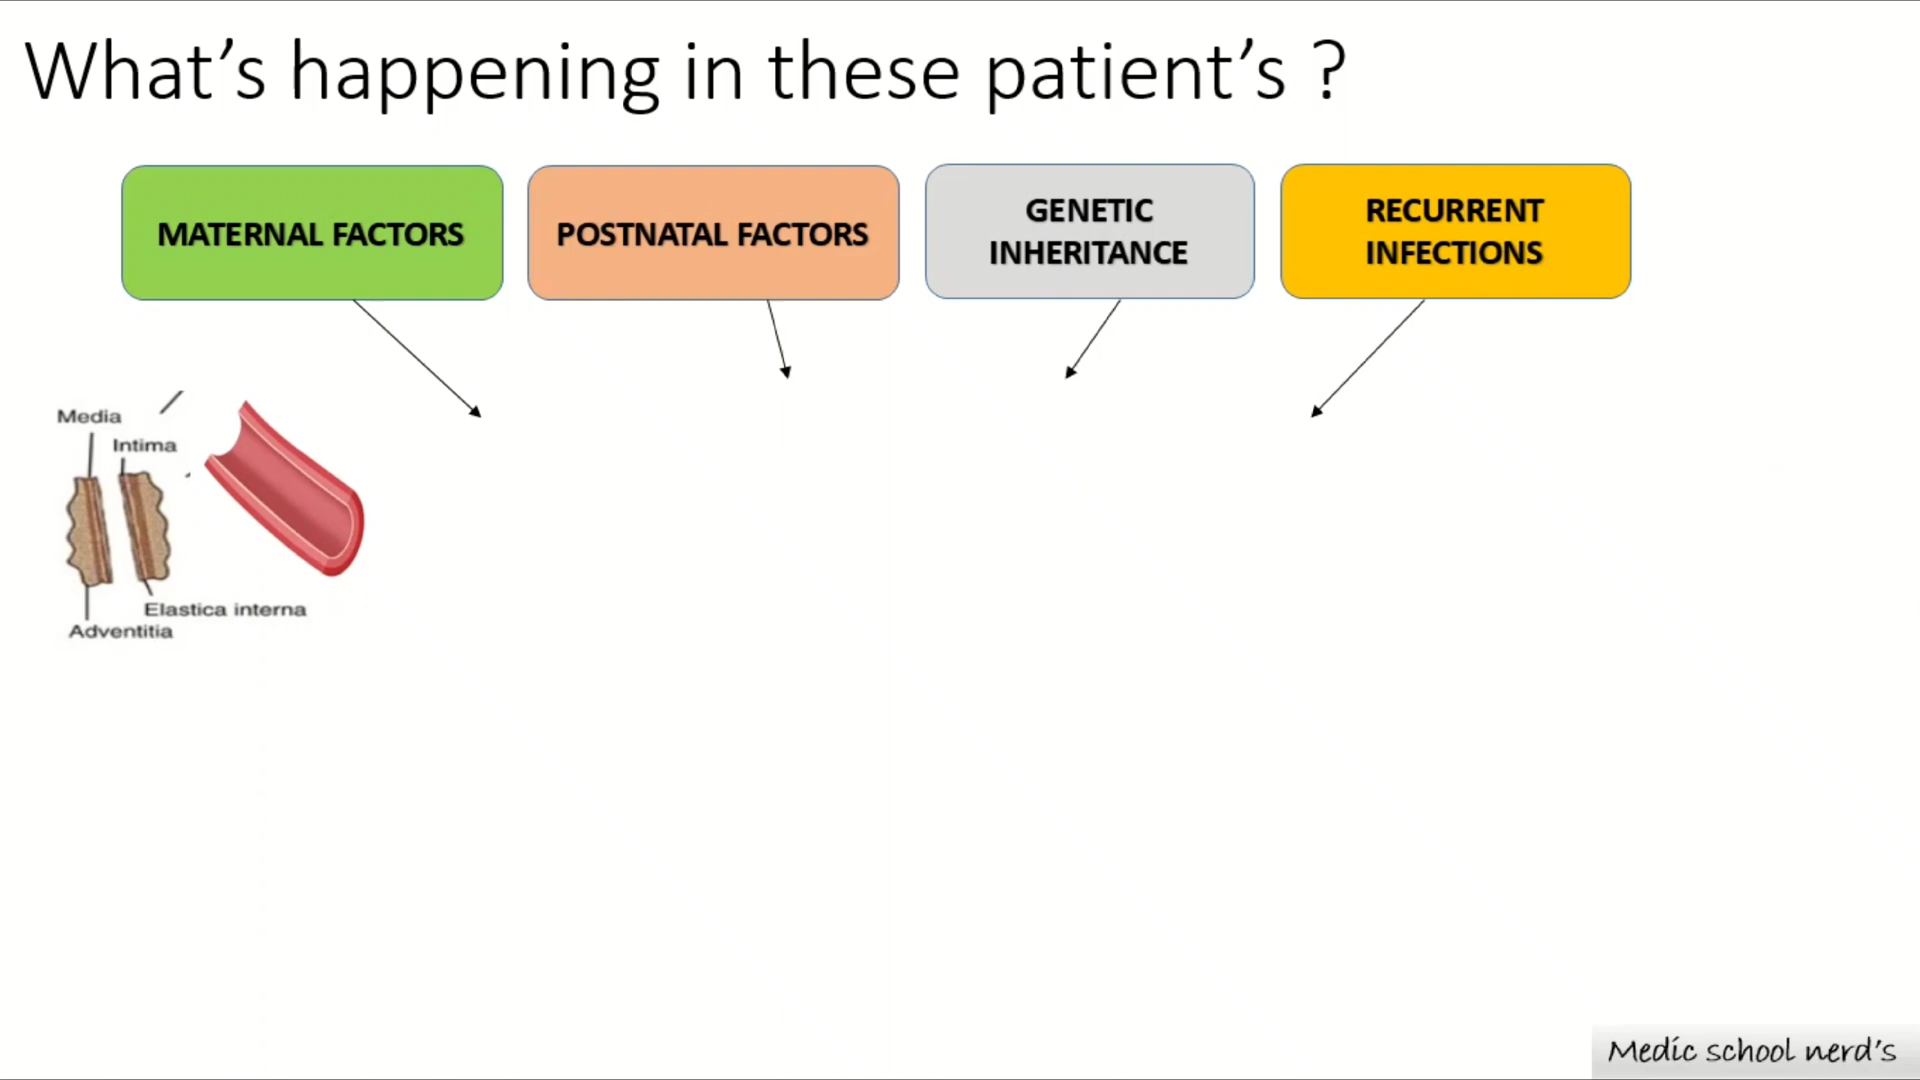 What’s happening in these patient’s ?
MATERNAL FACTORS
POSTNATAL FACTORS
GENETIC
INHERITANCE
RECURRENT
INFECTIONS
Media
Intima
Elastica interna
Adventitia
Medic school nerd’s